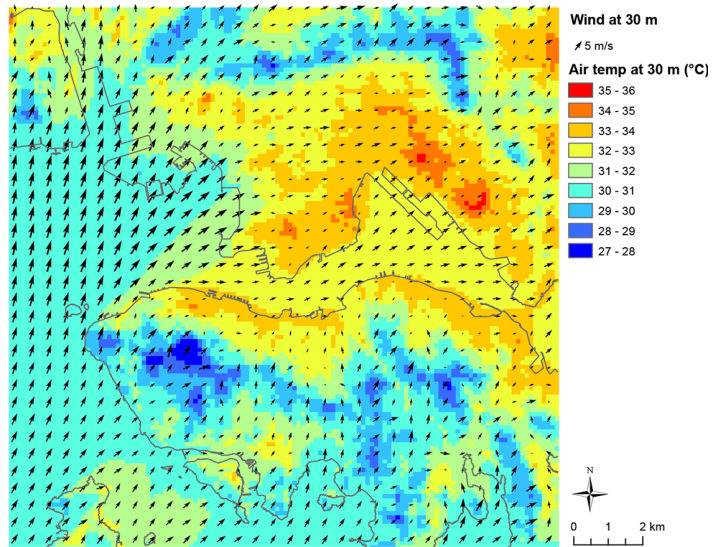 Wind at 30 m
5 m/s
Air temp at 30 m (°C)
35 - 36
34 - 35
33 - 34
32 - 33
31 - 32
30 - 31
29 - 30
28 - 29
27 - 28
N
0 1 2 km